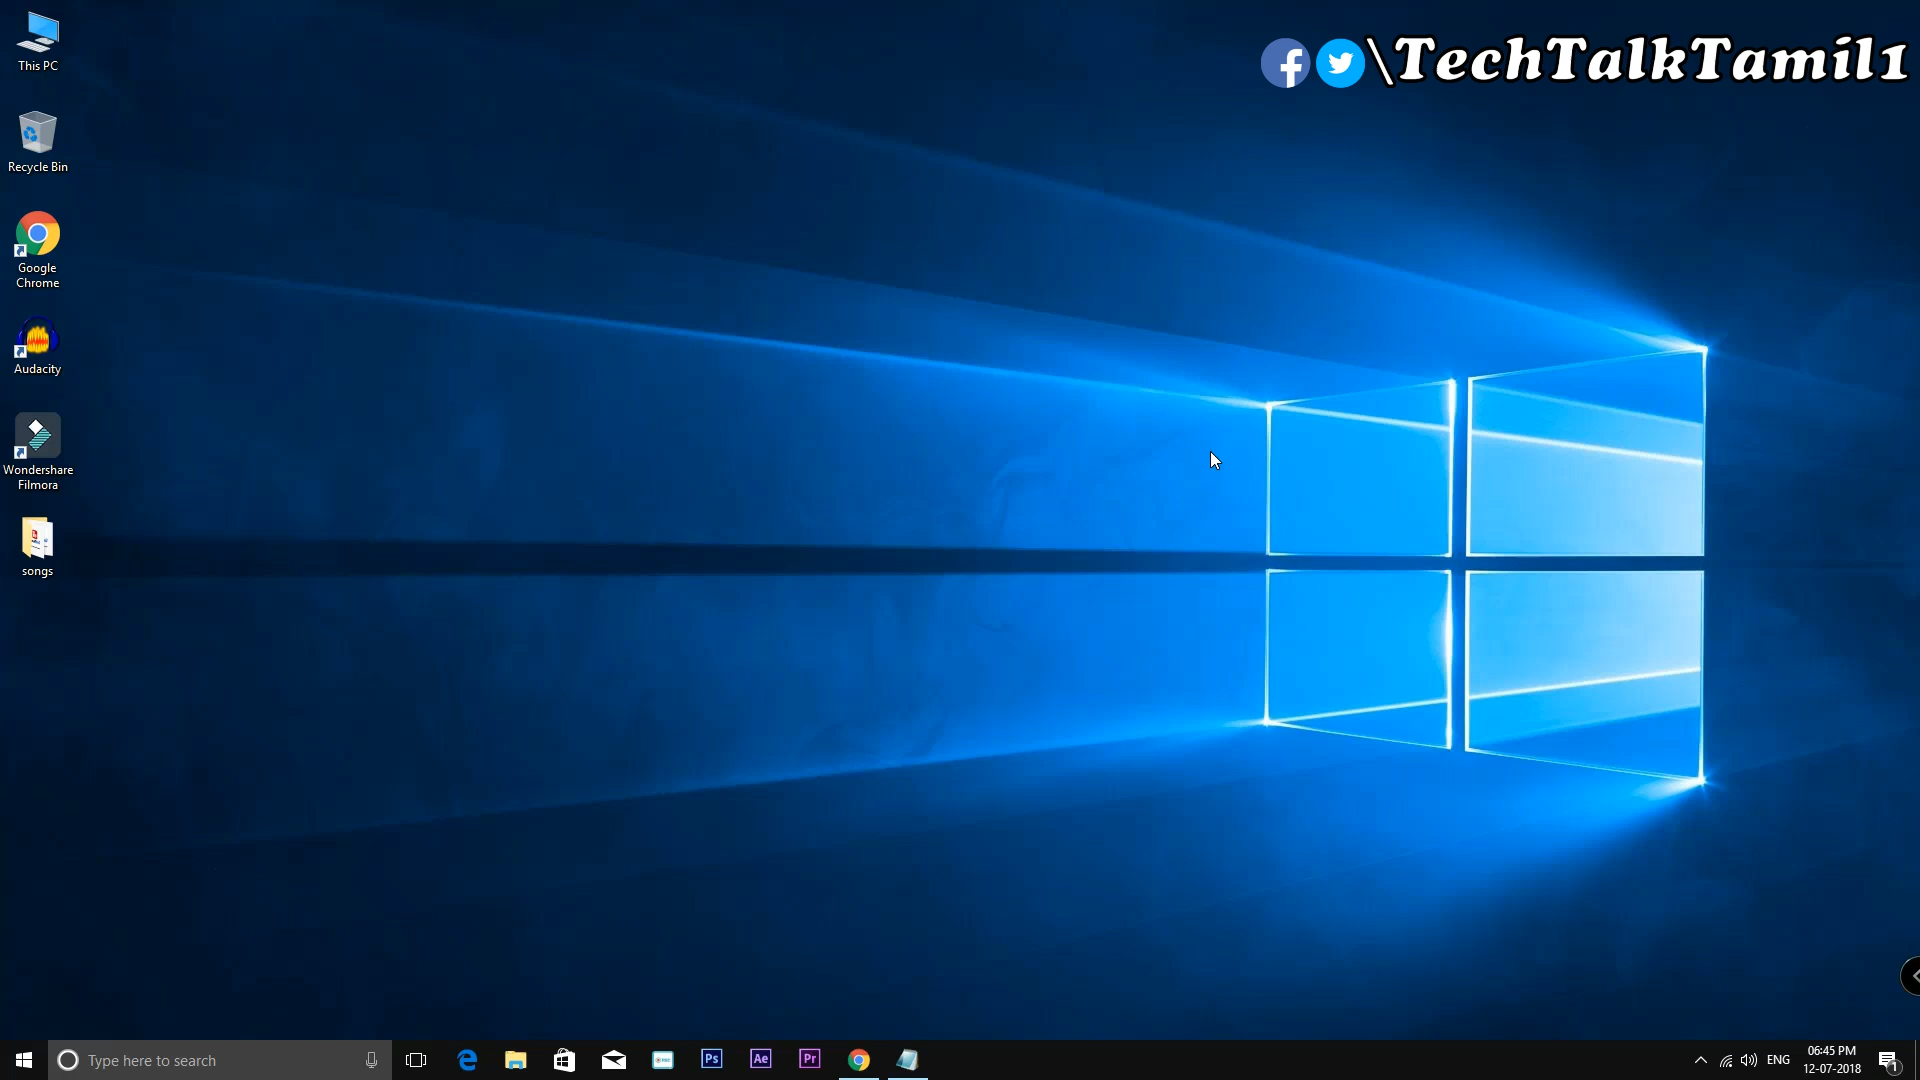 This PC
\TechTalkTamil1
Recycle Bin
Google
Chrome
Audacity
Wondershare
Filmora
songs
Type here to search
Ps
Ae
Pr
ENG
06:45 PM
12-07-2018
1